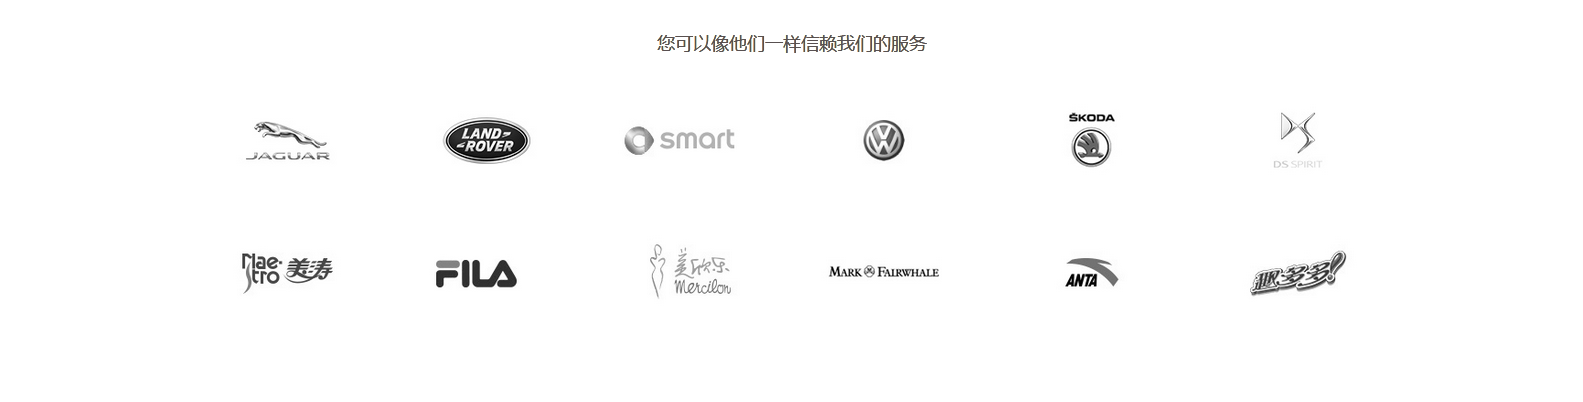 您可以像他们一样信赖我们的服务
JAGUAR
LAND
ROVER
smart
ŠKODA
DS SPIRIT
Mae·
stro
美涛
FILA
美欣乐
Mercilon
MARK FAIRWHALE
ANTA
趣多多!